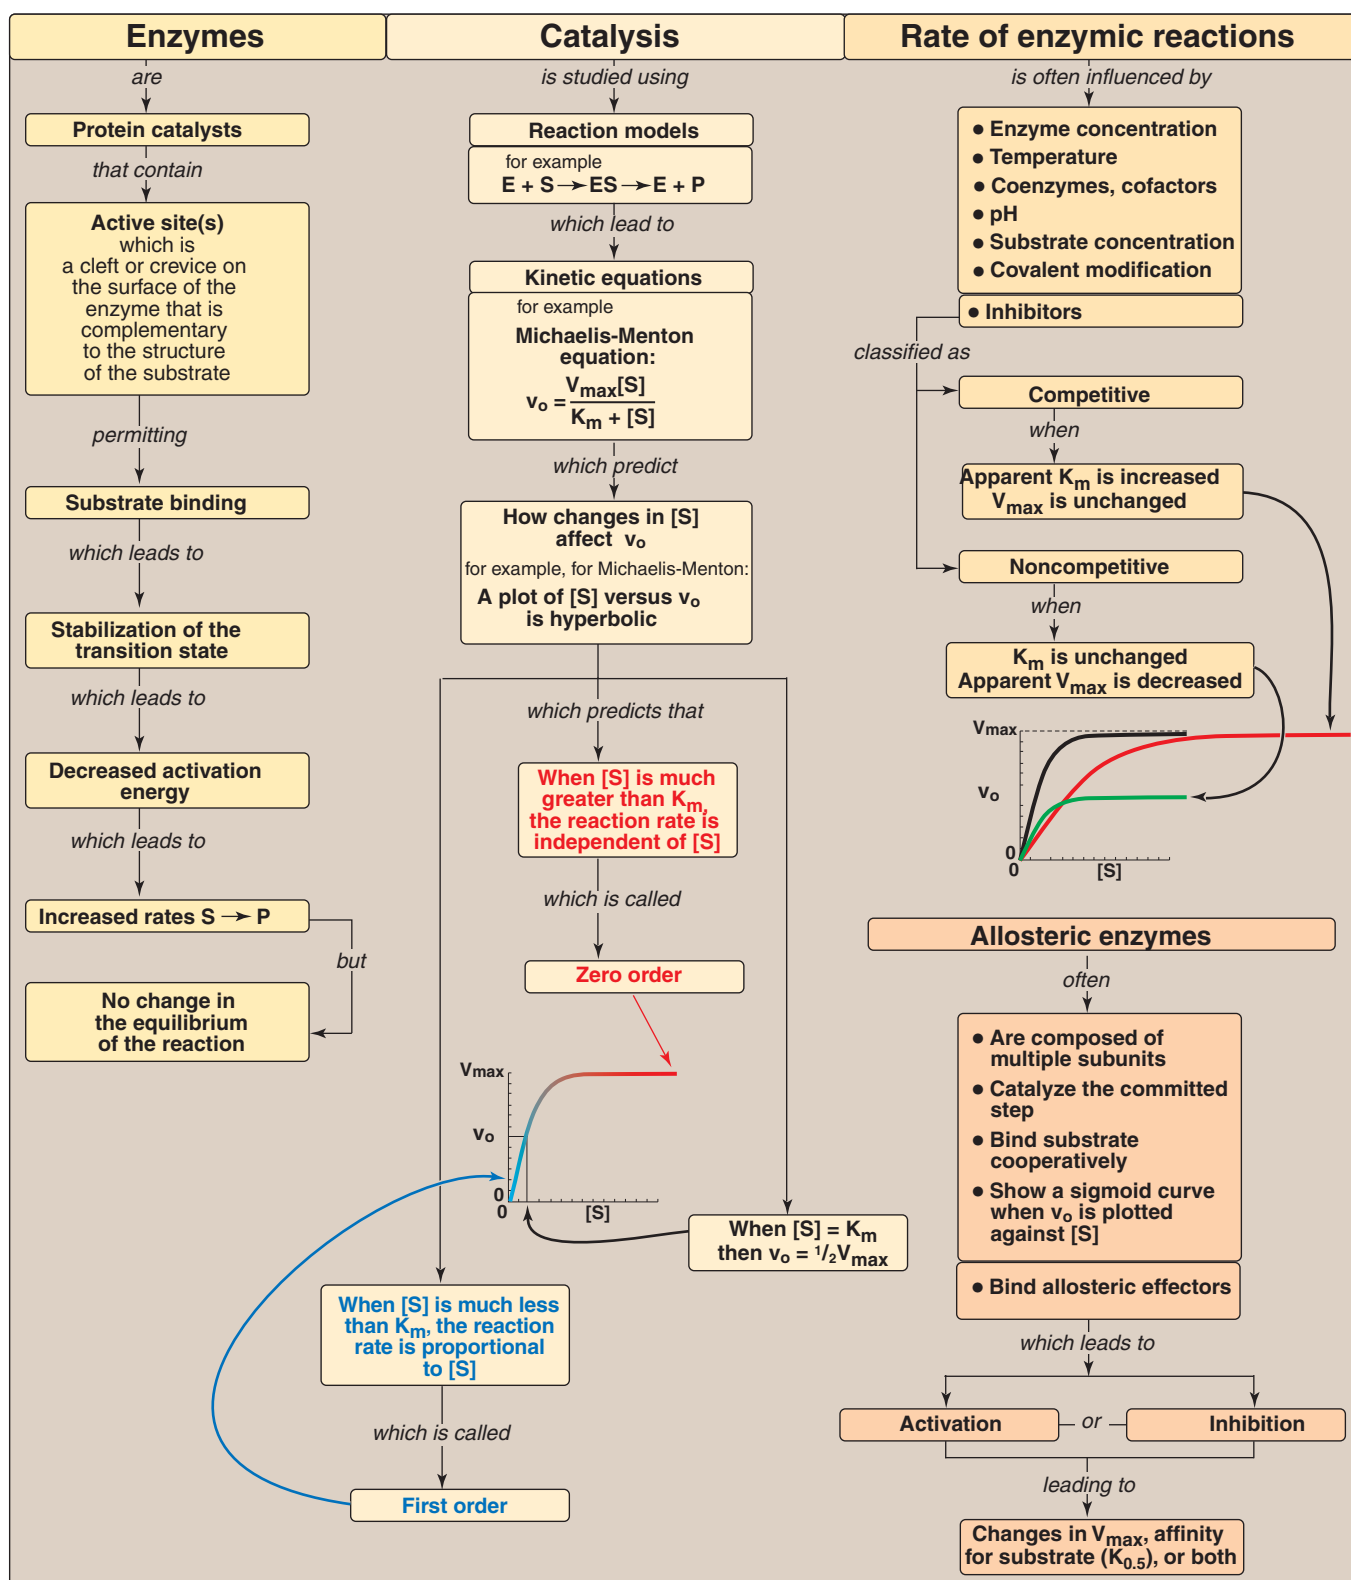 Enzymes
are
Protein catalysts
that contain
Active site(s)
which is
a cleft or crevice on
the surface of the
enzyme that is
complementary
to the structure
of the substrate
permitting
Substrate binding
which leads to
Stabilization of the
transition state
which leads to
Decreased activation
energy
which leads to
Increased rates S → P
but
No change in
the equilibrium
of the reaction
Catalysis
is studied using
Reaction models
for example
E + S → ES → E + P
which lead to
Kinetic equations
for example
Michaelis-Menton
equation:
v₀ = Vmax[S]
Km + [S]
which predict
How changes in [S]
affect v₀
for example, for Michaelis-Menton:
A plot of [S] versus v₀
is hyperbolic
which predicts that
When [S] is much
greater than Km,
the reaction rate is
independent of [S]
which is called
Zero order
Vmax
v₀
0
0
[S]
When [S] = Km
then v₀ = 1/2Vmax
When [S] is much less
than Km, the reaction
rate is proportional
to [S]
which is called
First order
Rate of enzymic reactions
is often influenced by
● Enzyme concentration
● Temperature
● Coenzymes, cofactors
● pH
● Substrate concentration
● Covalent modification
● Inhibitors
classified as
Competitive
when
Apparent Km is increased
Vmax is unchanged
Noncompetitive
when
Km is unchanged
Apparent Vmax is decreased
Vmax
v₀
0
0
[S]
Allosteric enzymes
often
● Are composed of
multiple subunits
● Catalyze the committed
step
● Bind substrate
cooperatively
● Show a sigmoid curve
when v₀ is plotted
against [S]
● Bind allosteric effectors
which leads to
Activation
or
Inhibition
leading to
Changes in Vmax, affinity
for substrate (K0.5), or both